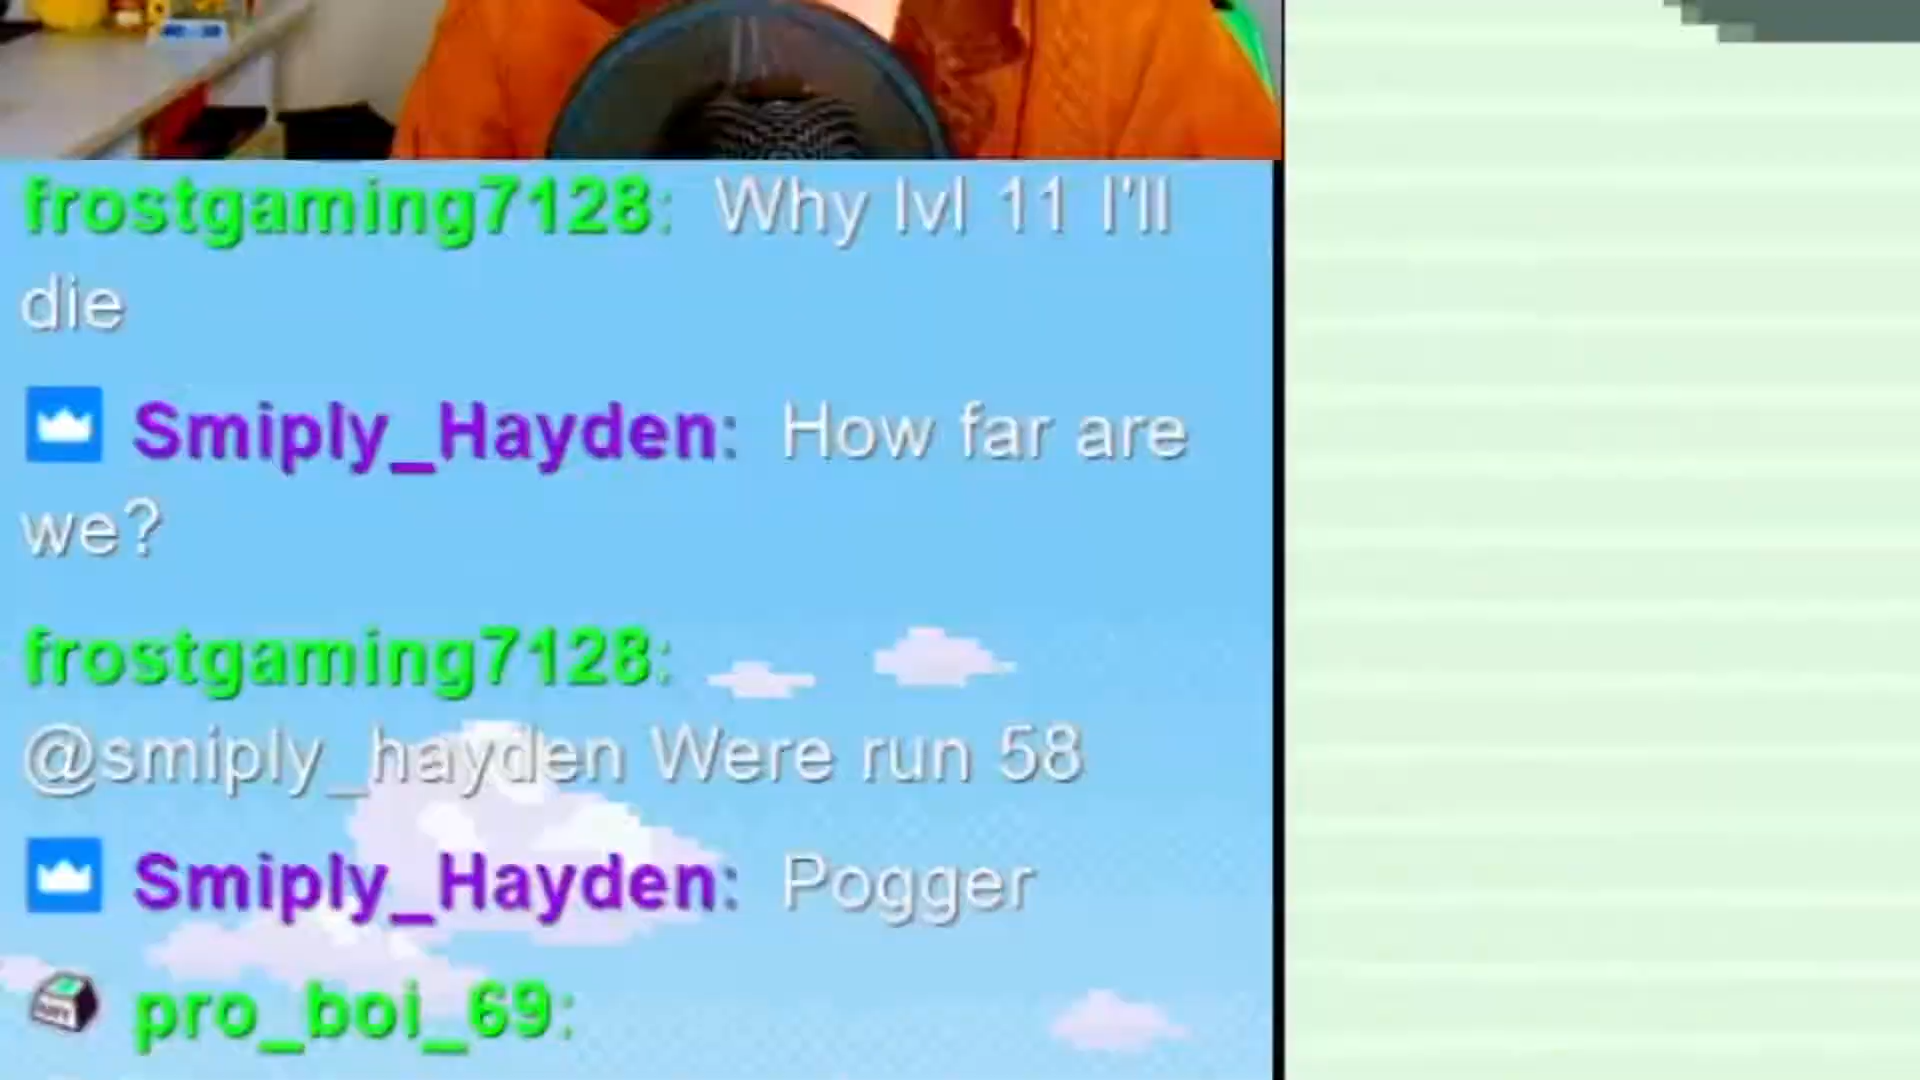 frostgaming7128: Why lvl 11 I'll
die
Smiply_Hayden: How far are
we?
frostgaming7128:
@smiply_hayden Were run 58
Smiply_Hayden: Pogger
pro_boi_69: